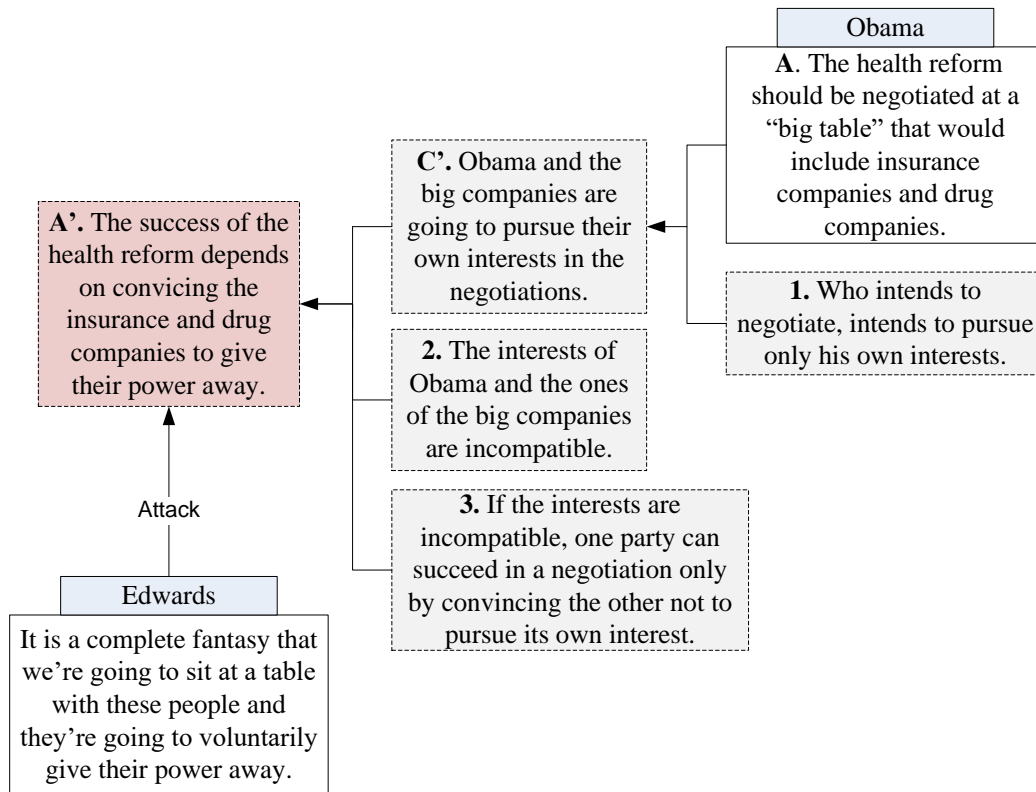 Obama
A. The health reform
should be negotiated at a
“big table” that would
include insurance
companies and drug
companies.
C’. Obama and the
big companies are
going to pursue their
own interests in the
negotiations.
A’. The success of the
health reform depends
on convicing the
insurance and drug
companies to give
their power away.
1. Who intends to
negotiate, intends to pursue
only his own interests.
2. The interests of
Obama and the ones
of the big companies
are incompatible.
3. If the interests are
incompatible, one party can
succeed in a negotiation only
by convincing the other not to
pursue its own interest.
Attack
Edwards
It is a complete fantasy that
we’re going to sit at a table
with these people and
they’re going to voluntarily
give their power away.